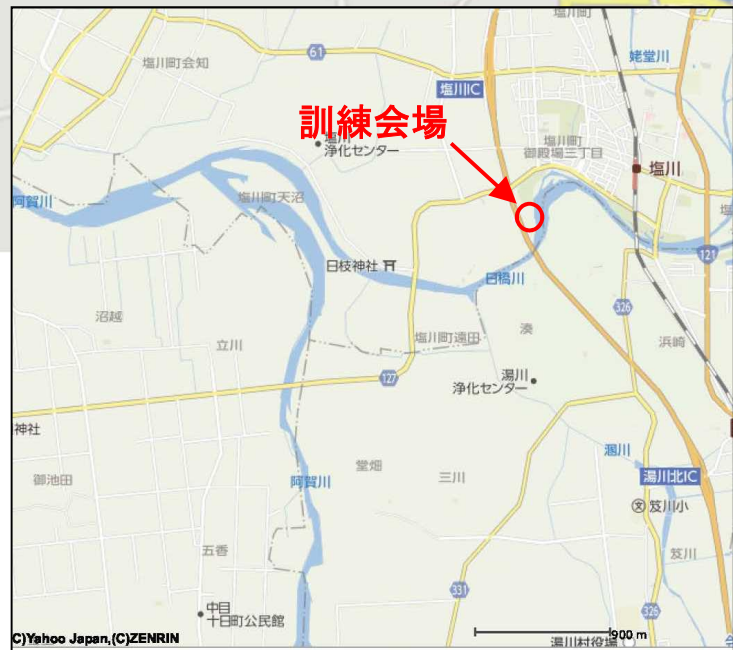 塩川町
61
塩川町会知
姥堂川
塩川IC
訓練会場
塩川
浄化センター
塩川町
御殿場三丁目
塩川
阿賀川
塩川町天沼
日枝神社
日橋川
121
326
沼越
立川
塩川町遠田
湊
浜崎
127
湯川
浄化センター
神社
堂畑
三川
溷川
御池田
阿賀川
湯川北IC
文
笈川小
五香
笈川
331
326
中目
十日町公民館
C)Yahoo Japan,(C)ZENRIN
900 m
湯川村役場